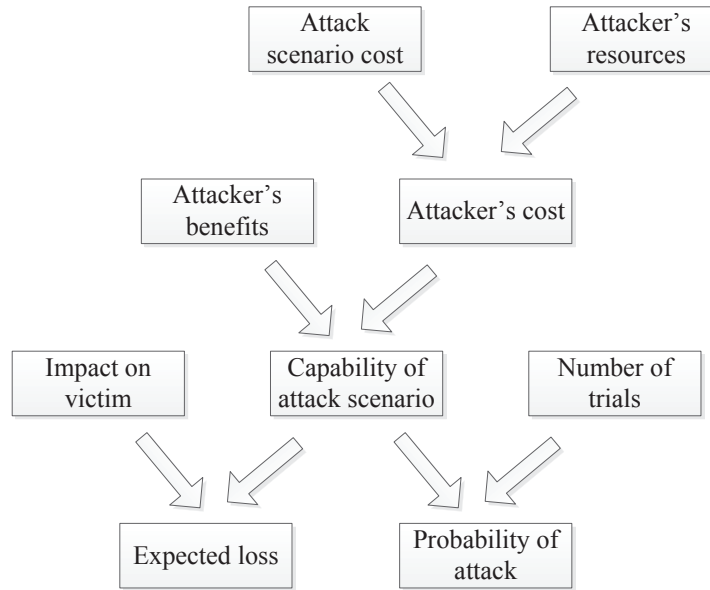 Attack
scenario cost
Attacker’s
resources
Attacker’s
benefits
Attacker’s cost
Impact on
victim
Capability of
attack scenario
Number of
trials
Expected loss
Probability of
attack